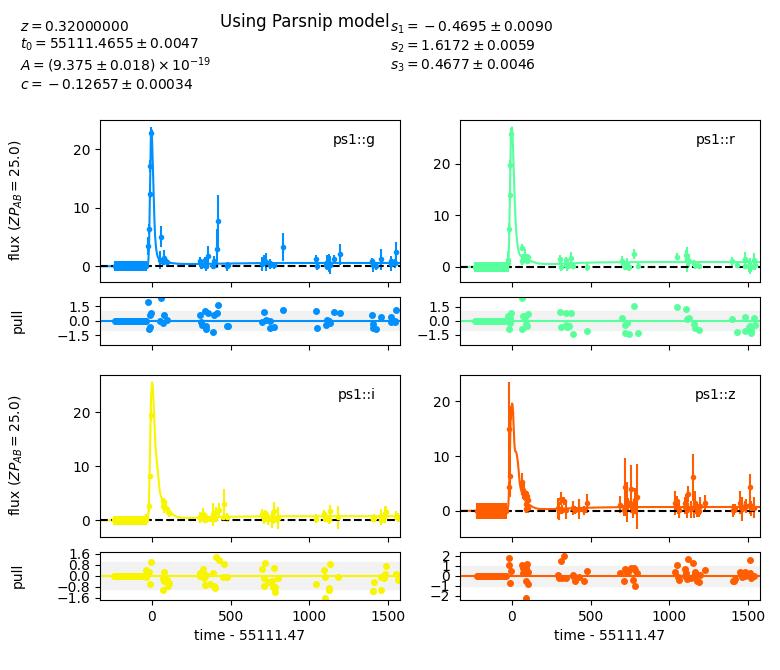 Using Parsnip model
z = 0.32000000
t₀ = 55111.4655 ± 0.0047
A = (9.375 ± 0.018) × 10⁻¹⁹
c = −0.12657 ± 0.00034
s₁ = −0.4695 ± 0.0090
s₂ = 1.6172 ± 0.0059
s₃ = 0.4677 ± 0.0046
flux (ZP_AB = 25.0)
20
10
0
ps1::g
20
10
0
ps1::r
pull
1.5
0.0
−1.5
1.5
0.0
−1.5
flux (ZP_AB = 25.0)
20
10
0
ps1::i
20
10
0
ps1::z
pull
1.6
0.8
0.0
−0.8
−1.6
2
1
0
−1
−2
0 500 1000 1500
time - 55111.47
0 500 1000 1500
time - 55111.47